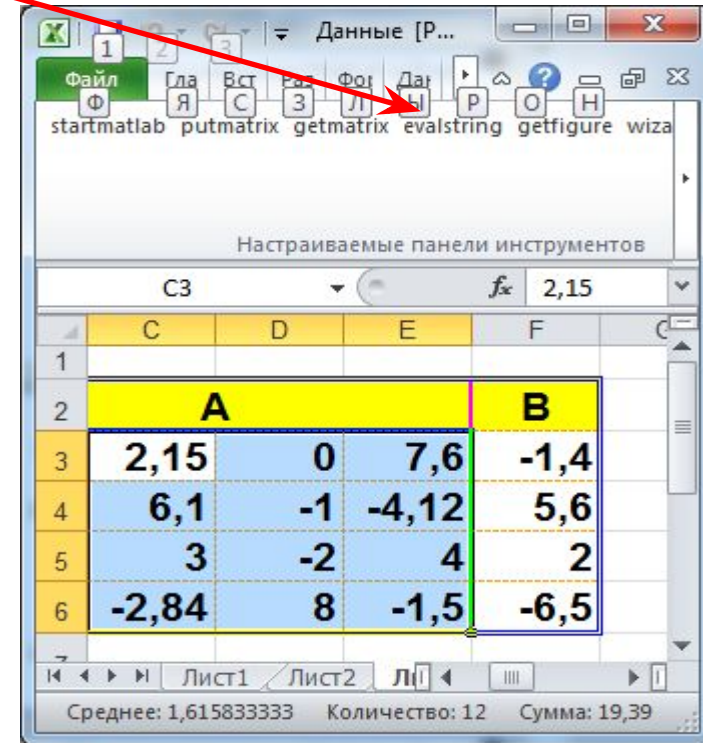 Данные [Р...
1 2 3
Файл Гла Вст Раз Фор Дан
Ф Я С З Л Ы Р О Н
startmatlab putmatrix getmatrix evalstring getfigure wiza
Настраиваемые панели инструментов
C3 fx 2,15
C D E F
1
2 A B
3 2,15 0 7,6 -1,4
4 6,1 -1 -4,12 5,6
5 3 -2 4 2
6 -2,84 8 -1,5 -6,5
Лист1 Лист2
Среднее: 1,615833333 Количество: 12 Сумма: 19,39